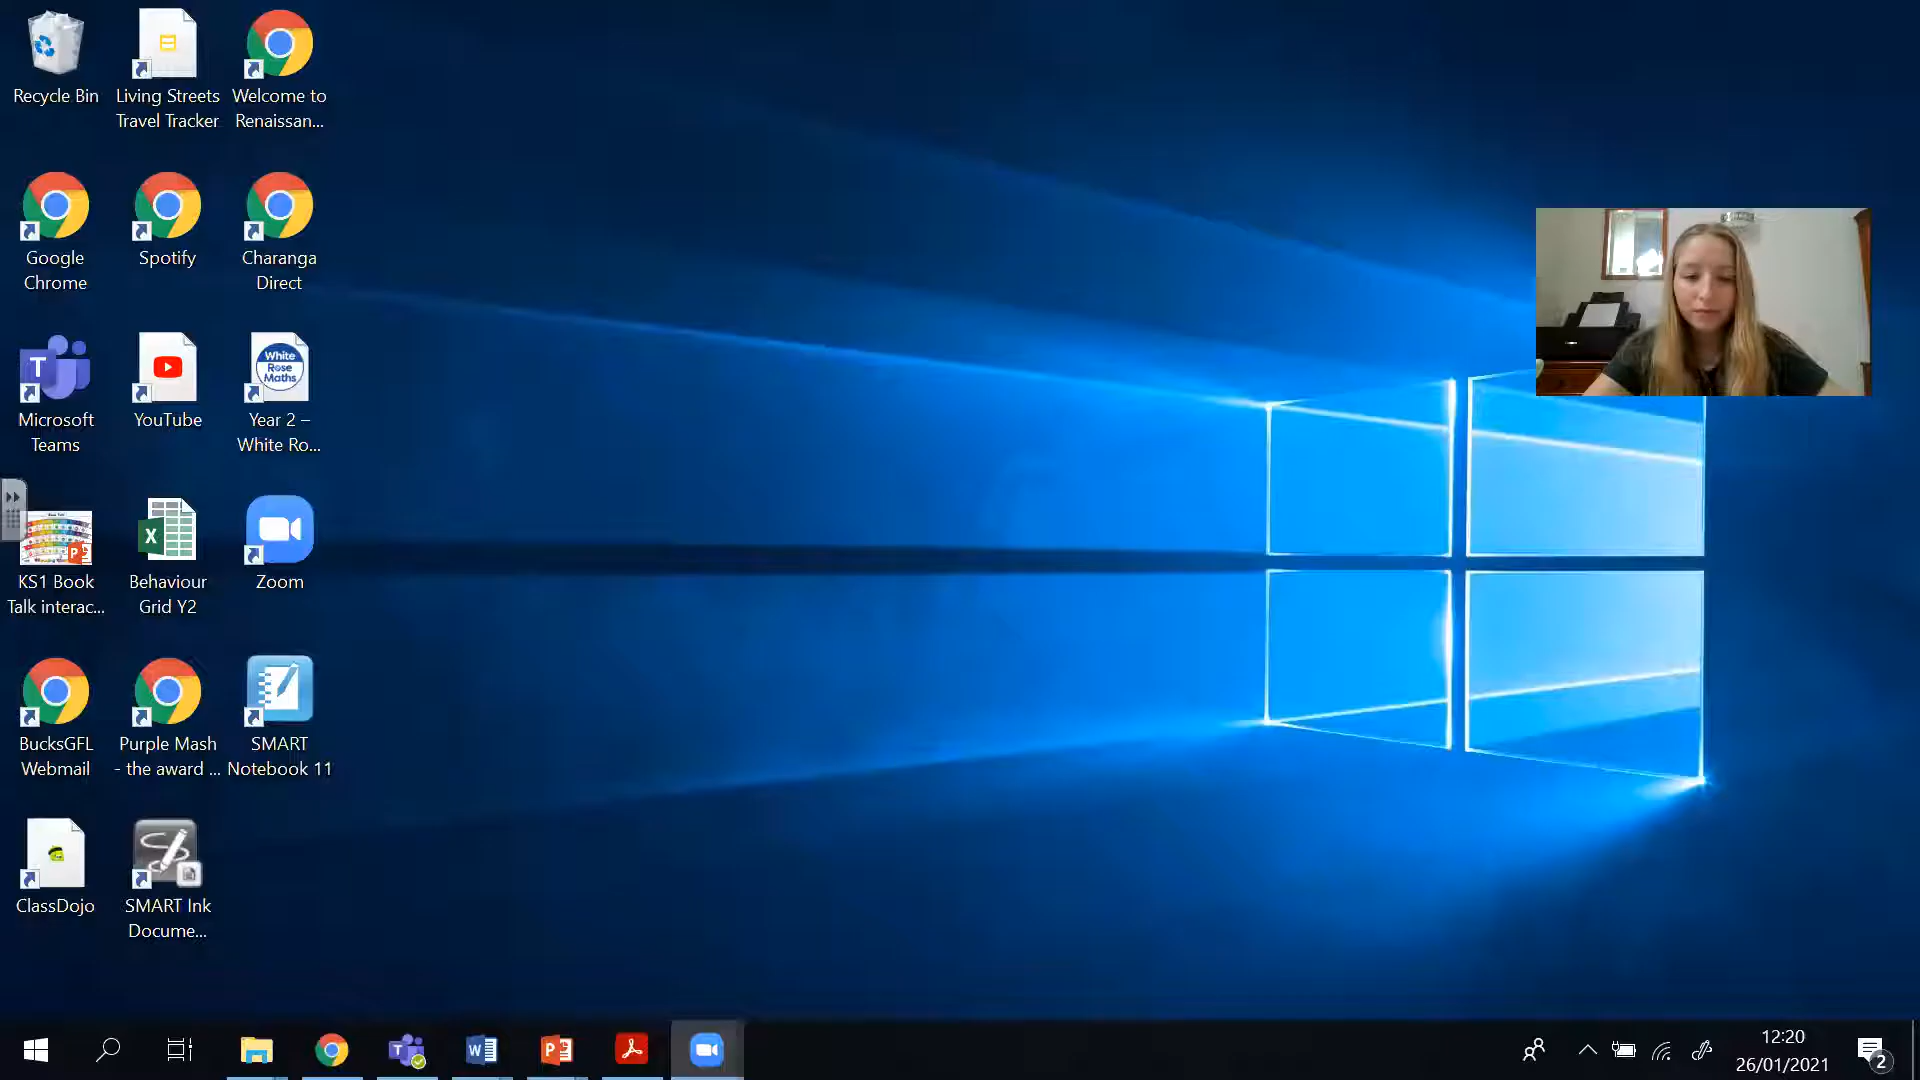 Recycle Bin
Living Streets
Travel Tracker
Welcome to
Renaissan...
Google
Chrome
Spotify
Charanga
Direct
Microsoft
Teams
YouTube
White
Rose
Maths
Year 2 –
White Ro...
KS1 Book
Talk interac...
Behaviour
Grid Y2
Zoom
BucksGFL
Webmail
Purple Mash
- the award ...
SMART
Notebook 11
ClassDojo
SMART Ink
Docume...
12:20
26/01/2021
2